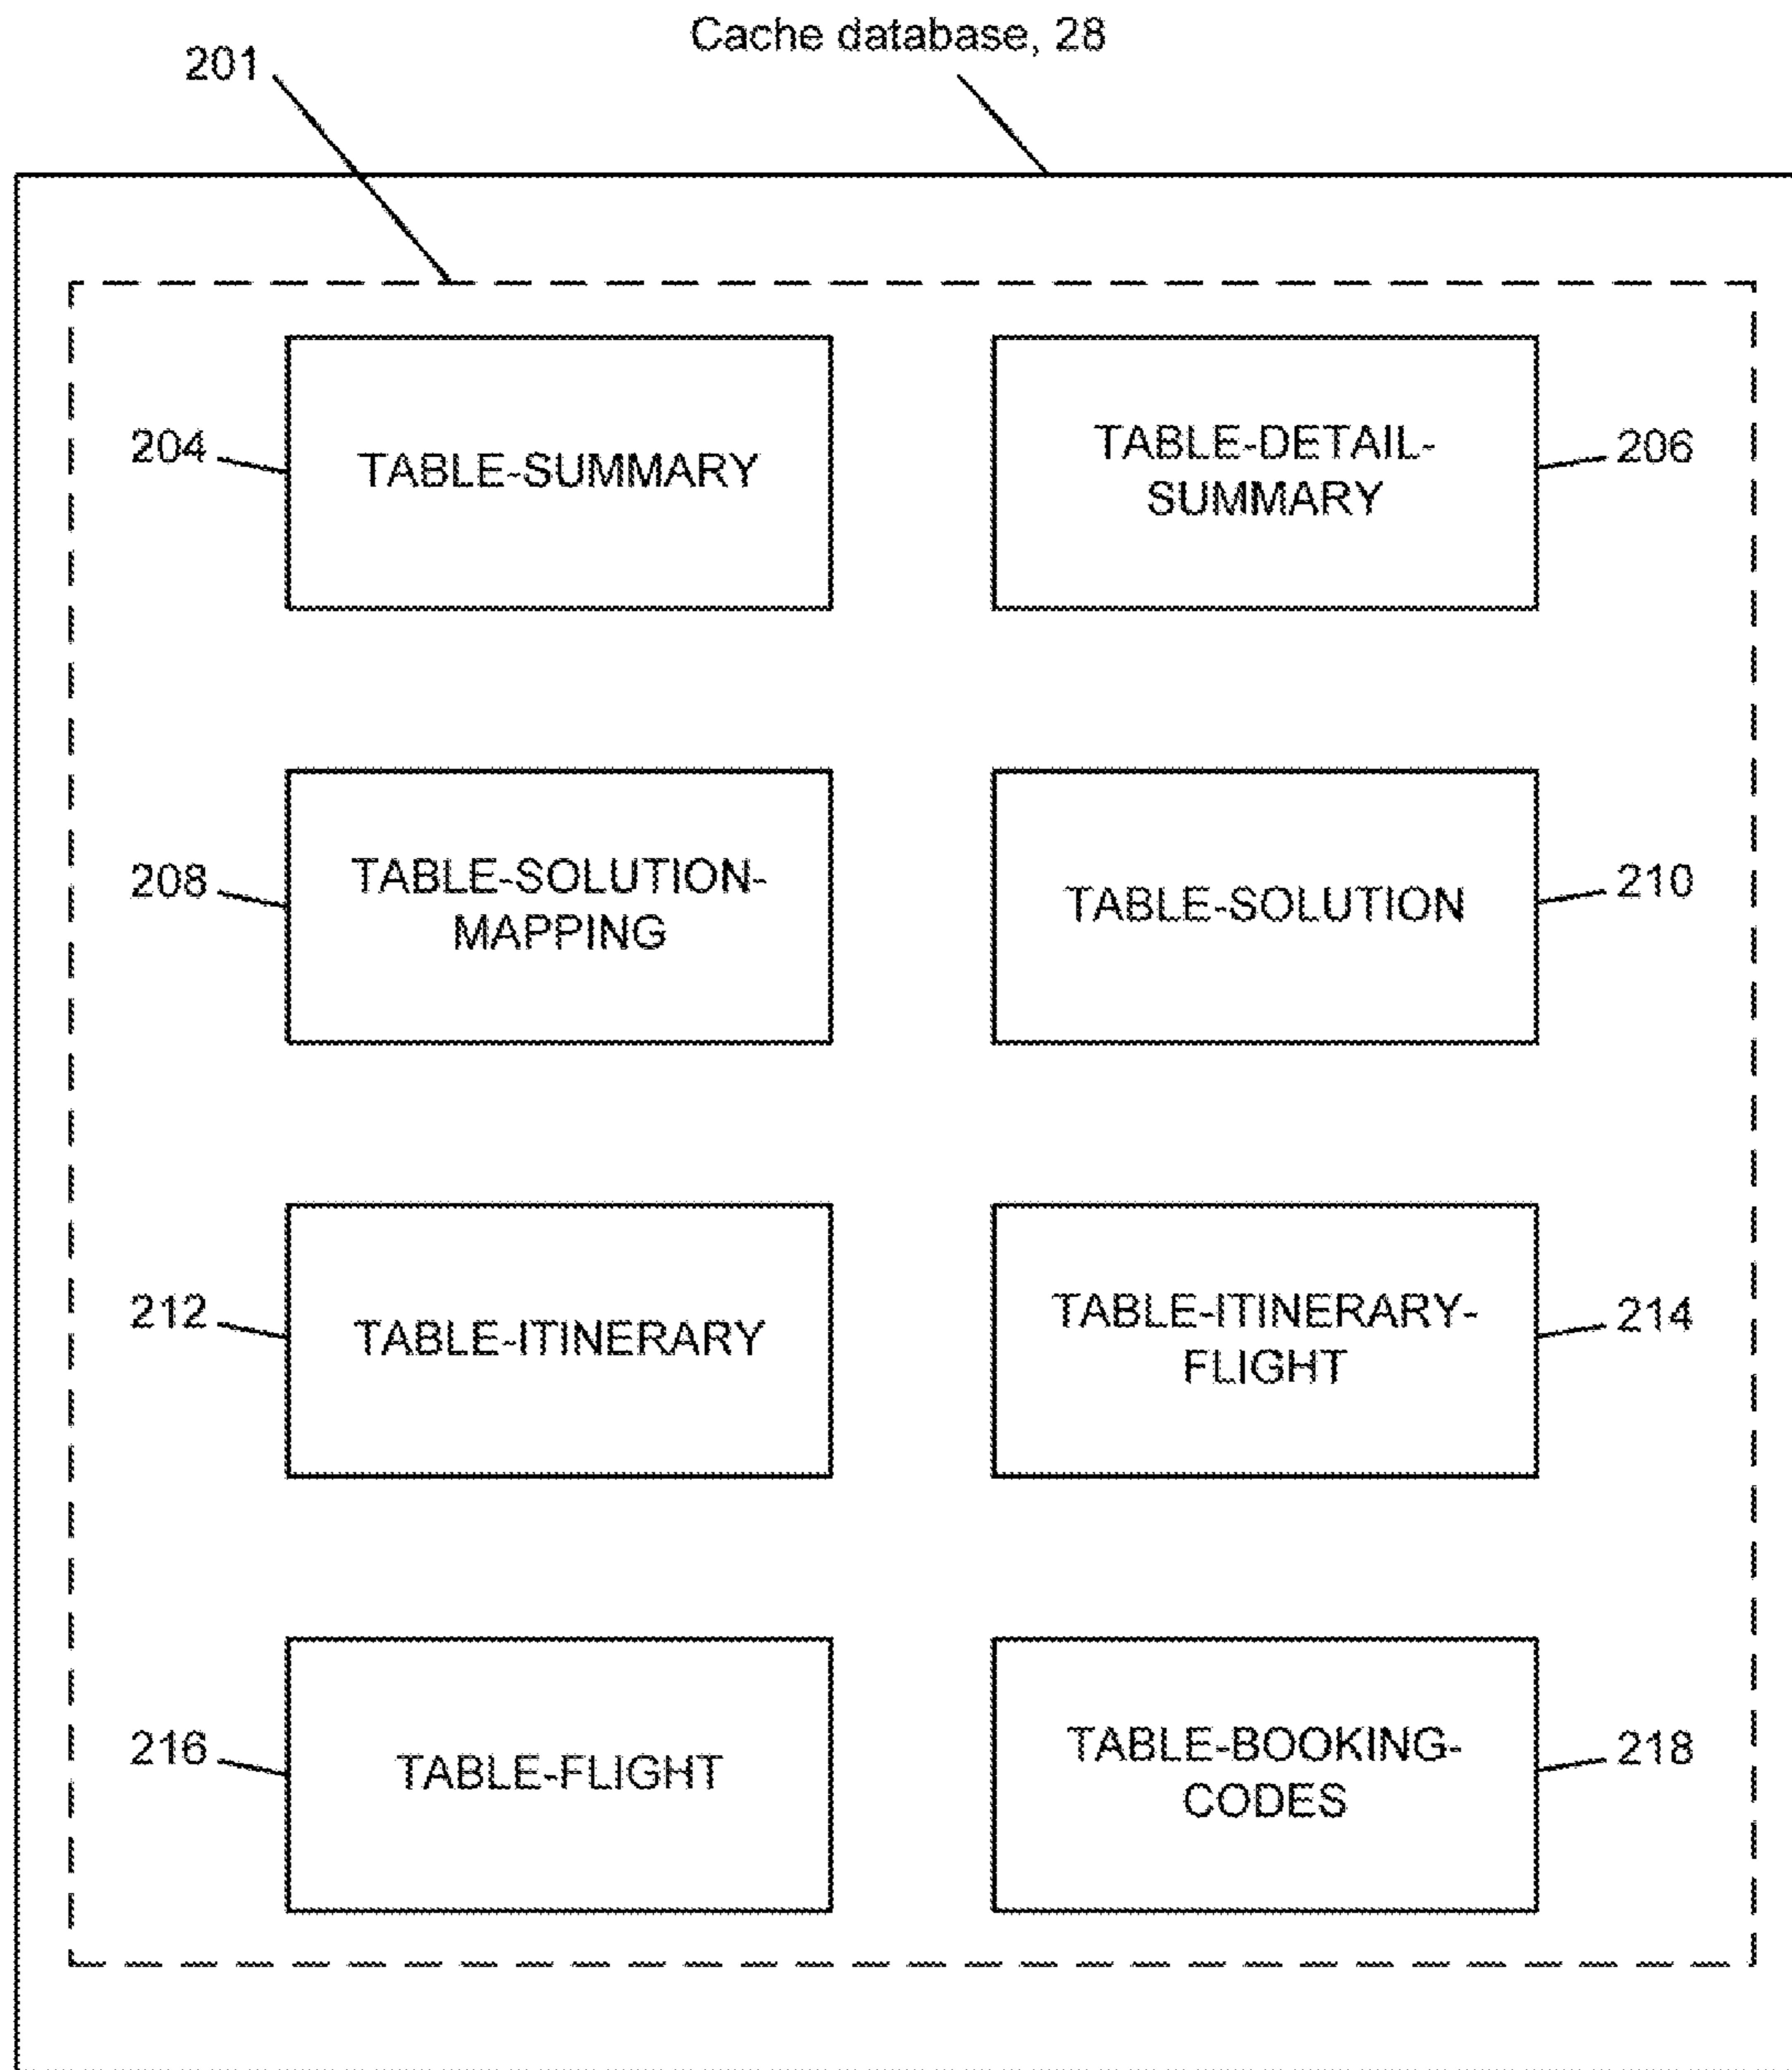 Cache database, 28
201
204
TABLE-SUMMARY
TABLE-DETAIL-
SUMMARY
206
208
TABLE-SOLUTION-
MAPPING
TABLE-SOLUTION
210
212
TABLE-ITINERARY
TABLE-ITINERARY-
FLIGHT
214
216
TABLE-FLIGHT
TABLE-BOOKING-
CODES
218